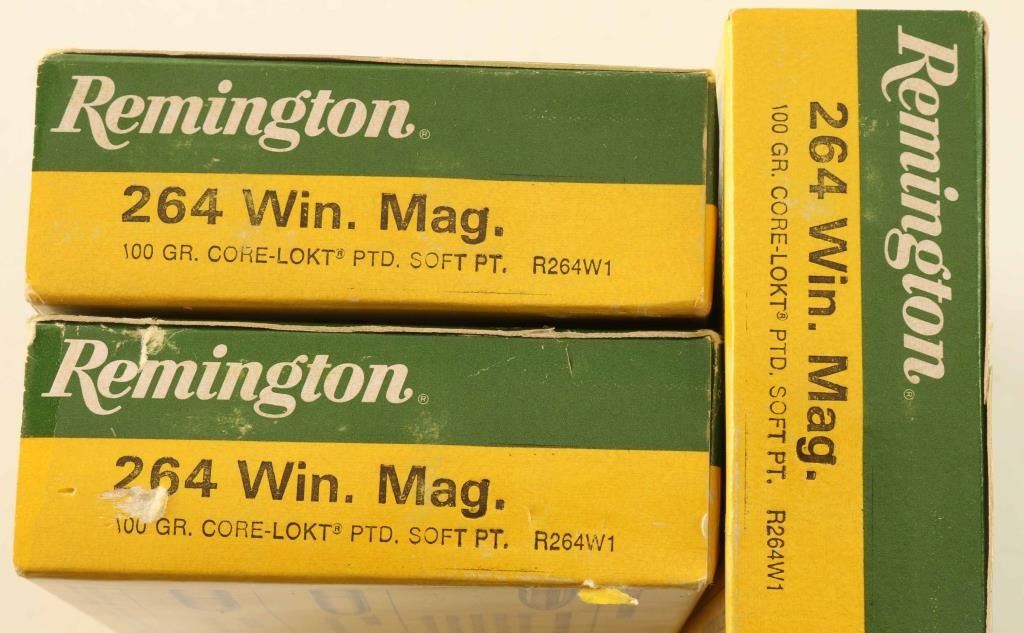 Remington®
264 Win. Mag.
100 GR. CORE-LOKT® PTD. SOFT PT. R264W1
Remington®
264 Win. Mag.
100 GR. CORE-LOKT® PTD. SOFT PT. R264W1
Remington®
264 Win. Mag.
100 GR. CORE-LOKT® PTD. SOFT PT. R264W1